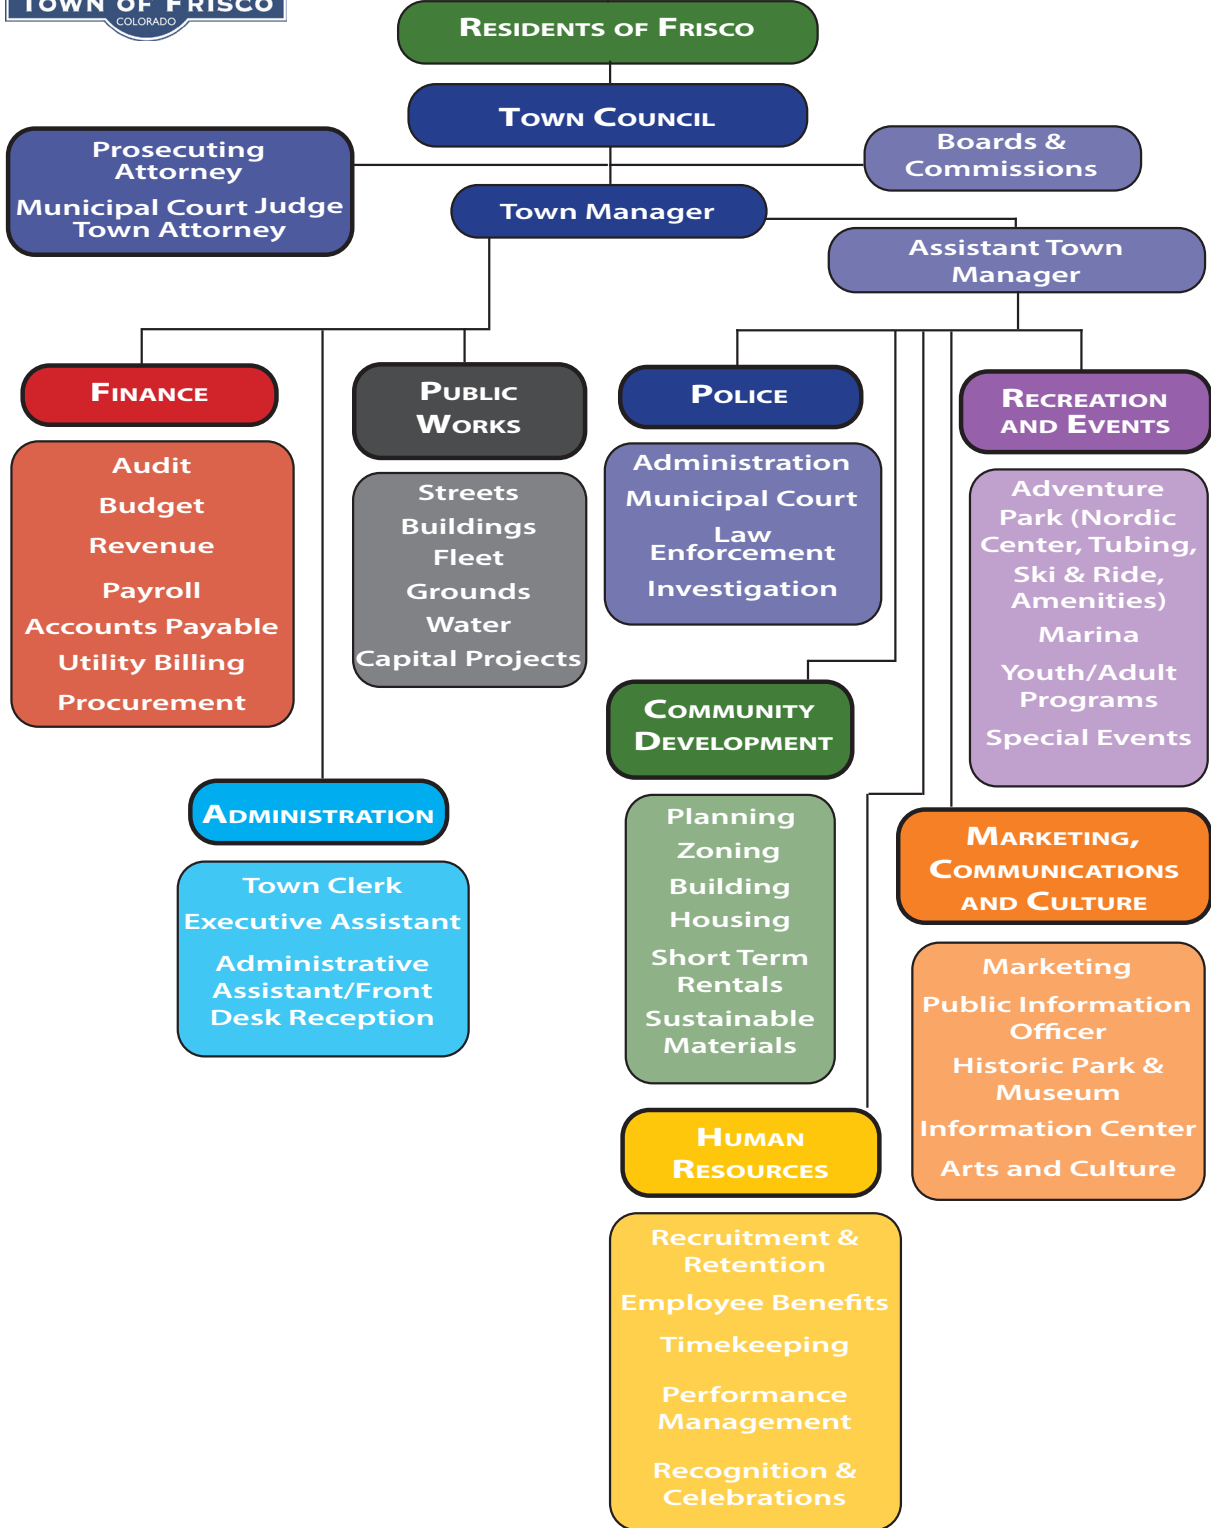 TOWN OF FRISCO
COLORADO
RESIDENTS OF FRISCO
TOWN COUNCIL
Prosecuting
Attorney
Municipal Court Judge
Town Attorney
Boards &
Commissions
Town Manager
Assistant Town
Manager
FINANCE
Audit
Budget
Revenue
Payroll
Accounts Payable
Utility Billing
Procurement
PUBLIC
WORKS
Streets
Buildings
Fleet
Grounds
Water
Capital Projects
POLICE
Administration
Municipal Court
Law
Enforcement
Investigation
RECREATION
AND EVENTS
Adventure
Park (Nordic
Center, Tubing,
Ski & Ride,
Amenities)
Marina
Youth/Adult
Programs
Special Events
ADMINISTRATION
Town Clerk
Executive Assistant
Administrative
Assistant/Front
Desk Reception
COMMUNITY
DEVELOPMENT
Planning
Zoning
Building
Housing
Short Term
Rentals
Sustainable
Materials
MARKETING,
COMMUNICATIONS
AND CULTURE
Marketing
Public Information
Officer
Historic Park &
Museum
Information Center
Arts and Culture
HUMAN
RESOURCES
Recruitment &
Retention
Employee Benefits
Timekeeping
Performance
Management
Recognition &
Celebrations